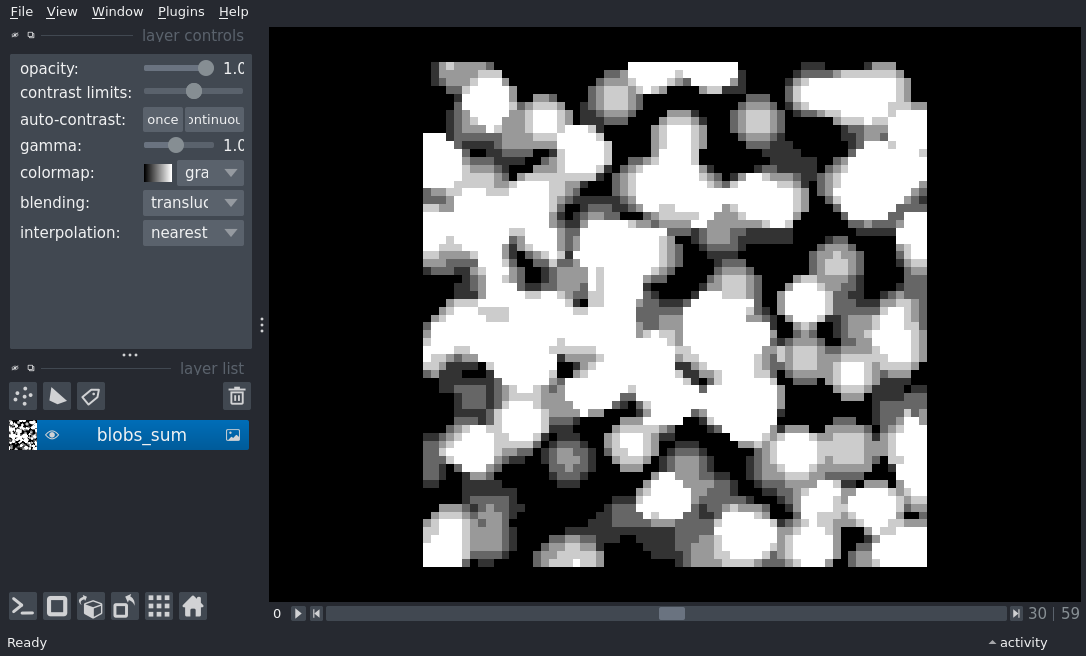 File View Window Plugins Help
layer controls
opacity: 1.0
contrast limits:
auto-contrast: once ontinuou
gamma: 1.0
colormap: gra
blending: transluc
interpolation: nearest
layer list
blobs_sum
0 30 | 59
Ready activity